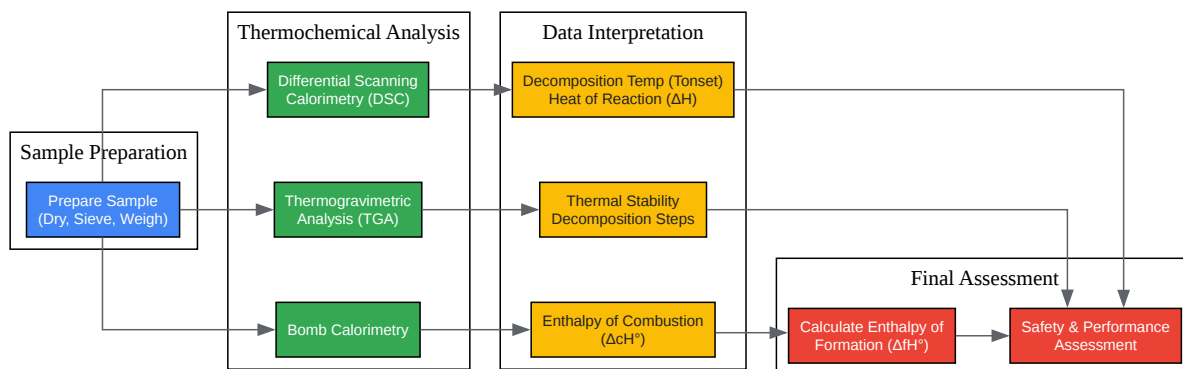 Thermochemical Analysis
Data Interpretation
Differential Scanning
Calorimetry (DSC)
Decomposition Temp (Tonset)
Heat of Reaction (ΔH)
Sample Preparation
Prepare Sample
(Dry, Sieve, Weigh)
Thermogravimetric
Analysis (TGA)
Thermal Stability
Decomposition Steps
Final Assessment
Bomb Calorimetry
Enthalpy of Combustion
(ΔcH°)
Calculate Enthalpy of
Formation (ΔfH°)
Safety & Performance
Assessment